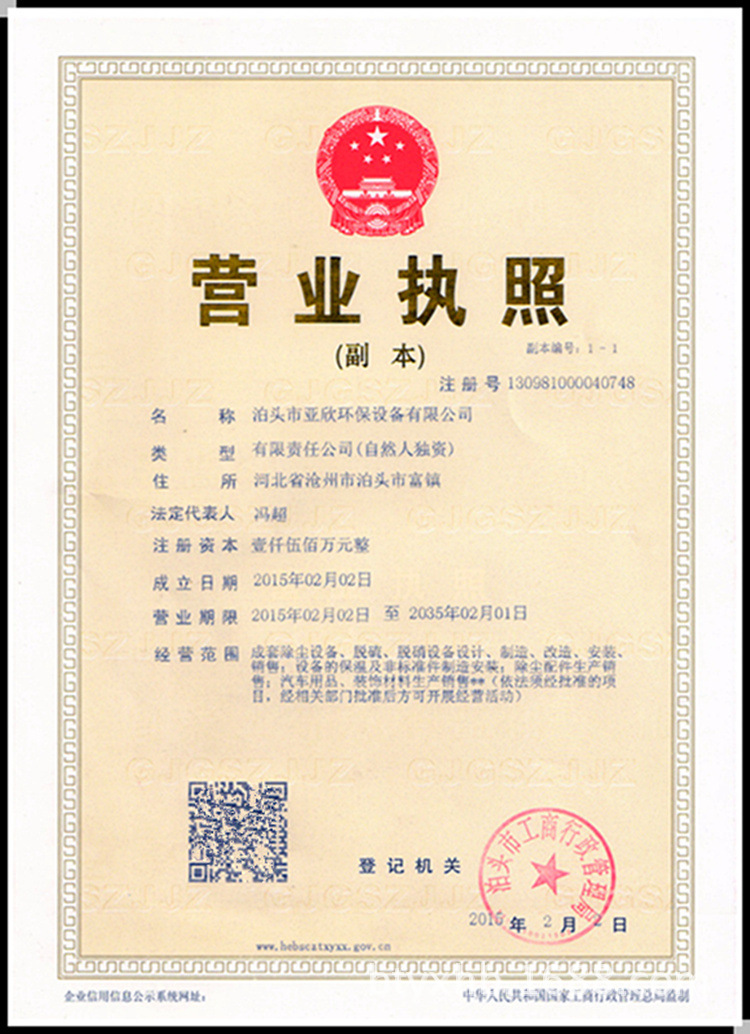 营业执照
(副 本)
副本编号：1-1
注册号 130981000040748
名 称 泊头市亚欣环保设备有限公司
类 型 有限责任公司(自然人独资)
住 所 河北省沧州市泊头市富镇
法定代表人 冯超
注册资本 壹仟伍佰万元整
成立日期 2015年02月02日
营业期限 2015年02月02日 至 2035年02月01日
经营范围 成套除尘设备、脱硫、脱硝设备设计、制造、改造、安装、
销售；设备的保温及非标准件制造安装；除尘配件生产销
售；汽车用品、装饰材料生产销售**（依法须经批准的项
目，经相关部门批准后方可开展经营活动）
登记机关
泊头市工商行政管理局
2015 年 2 月 2 日
www.hebscztxyxx.gov.cn
企业信用信息公示系统网址：
中华人民共和国国家工商行政管理总局监制